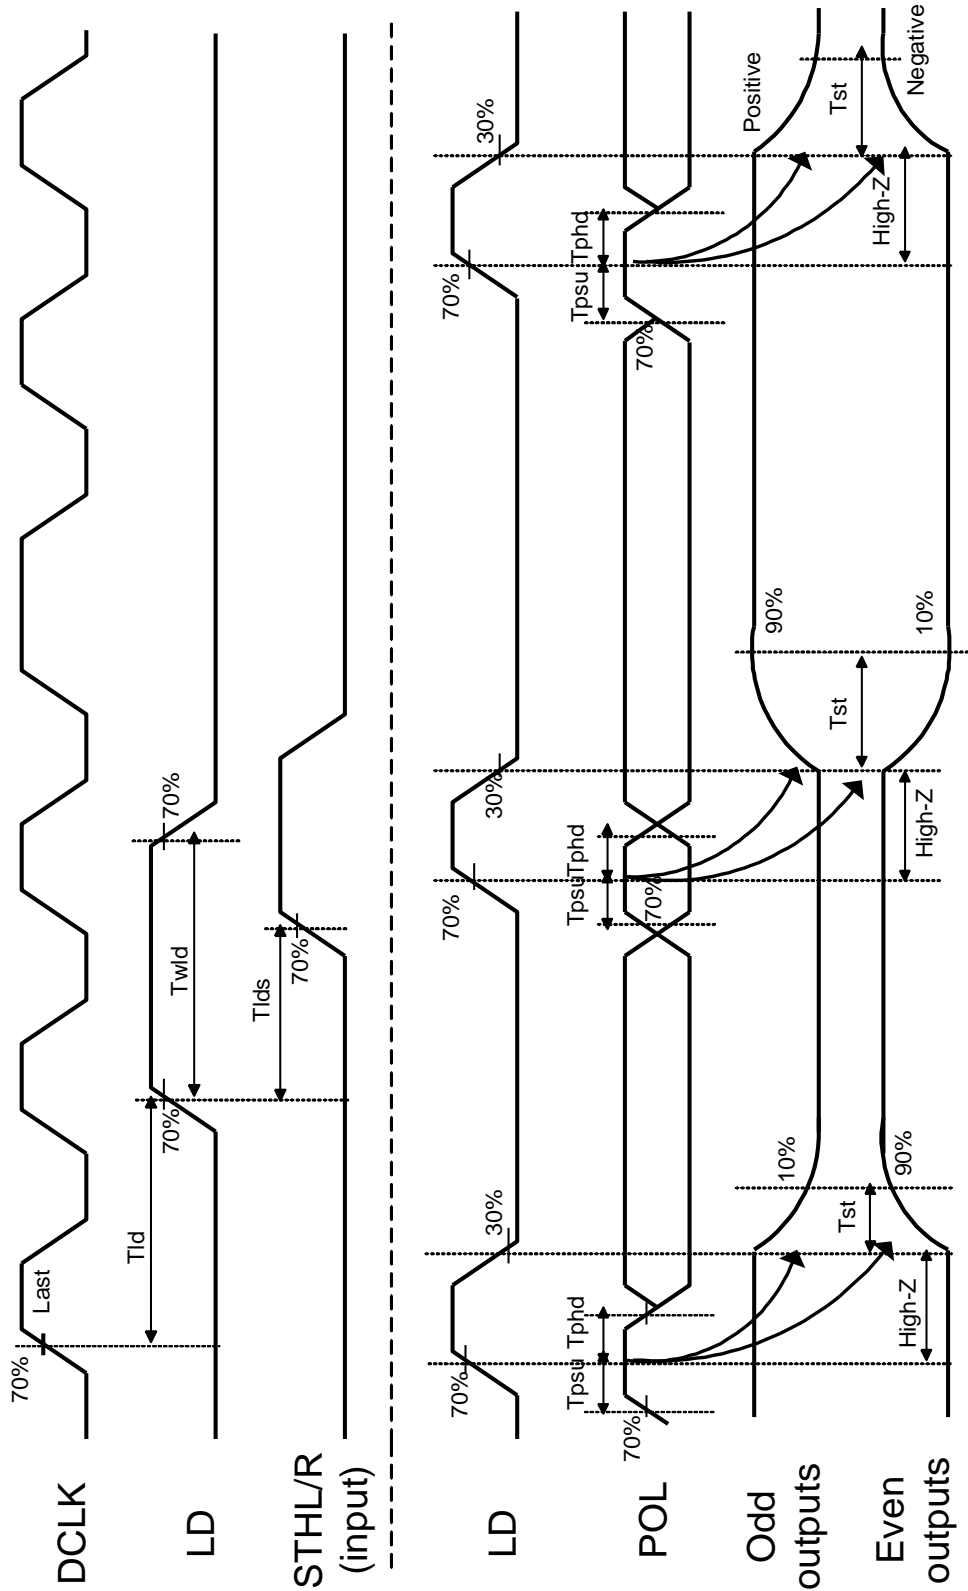 DCLK
70%
Last
LD
Tld
70%
Twld
70%
STHL/R
(input)
Tlds
70%
LD
70%
30%
70%
30%
70%
30%
POL
70%
Tpsu
Tphd
70%
Tpsu
Tphd
70%
Tpsu
Tphd
Odd
outputs
10%
90%
Positive
Tst
Tst
Tst
Even
outputs
High-Z
90%
High-Z
10%
High-Z
Negative